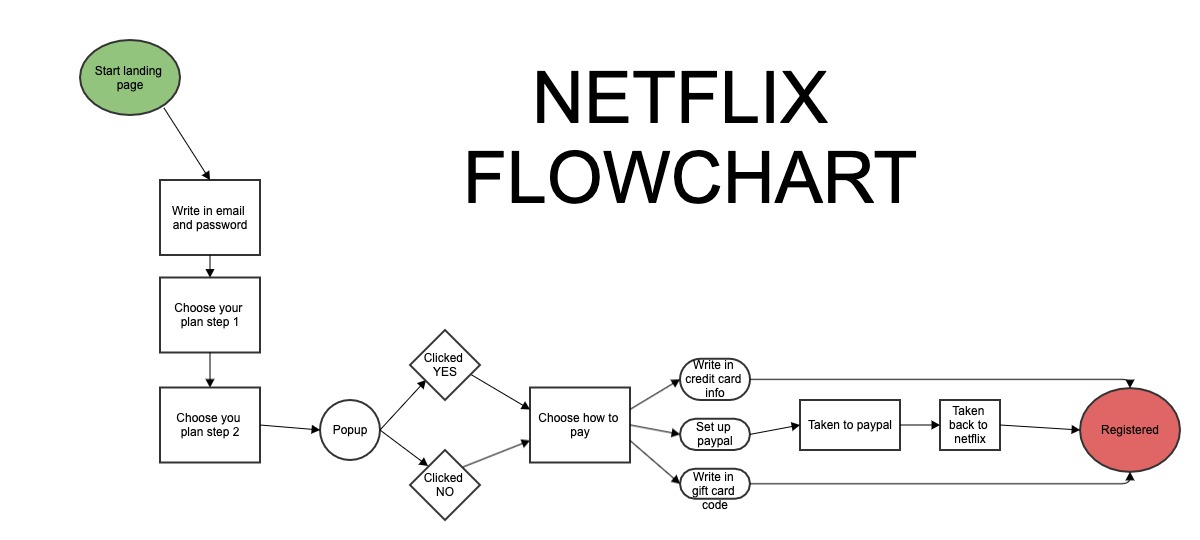 Start landing
page
NETFLIX
FLOWCHART
Write in email
and password
Choose your
plan step 1
Choose you
plan step 2
Popup
Clicked
YES
Clicked
NO
Choose how to
pay
Write in
credit card
info
Set up
paypal
Write in
gift card
code
Taken to paypal
Taken
back to
netflix
Registered